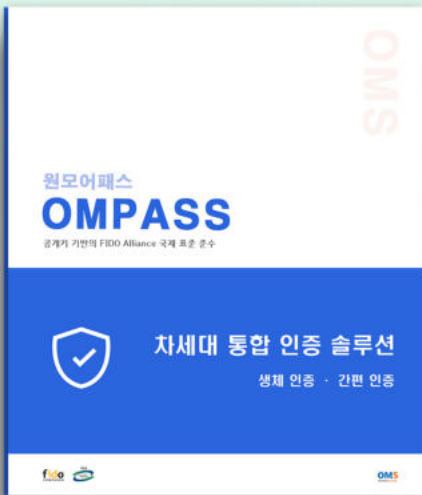 OMS
원모어패스
OMPASS
공개키 기반의 FIDO Alliance 국제 표준 준수
차세대 통합 인증 솔루션
생체 인증 · 간편 인증
fido
OMS